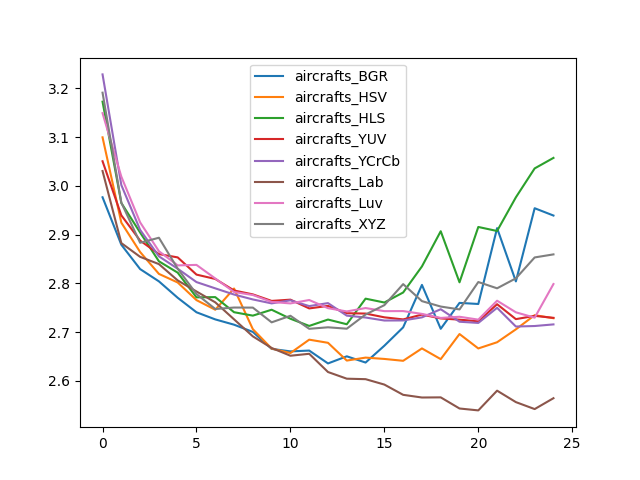 3.2
3.1
3.0
2.9
2.8
2.7
2.6
0 5 10 15 20 25
aircrafts_BGR
aircrafts_HSV
aircrafts_HLS
aircrafts_YUV
aircrafts_YCrCb
aircrafts_Lab
aircrafts_Luv
aircrafts_XYZ